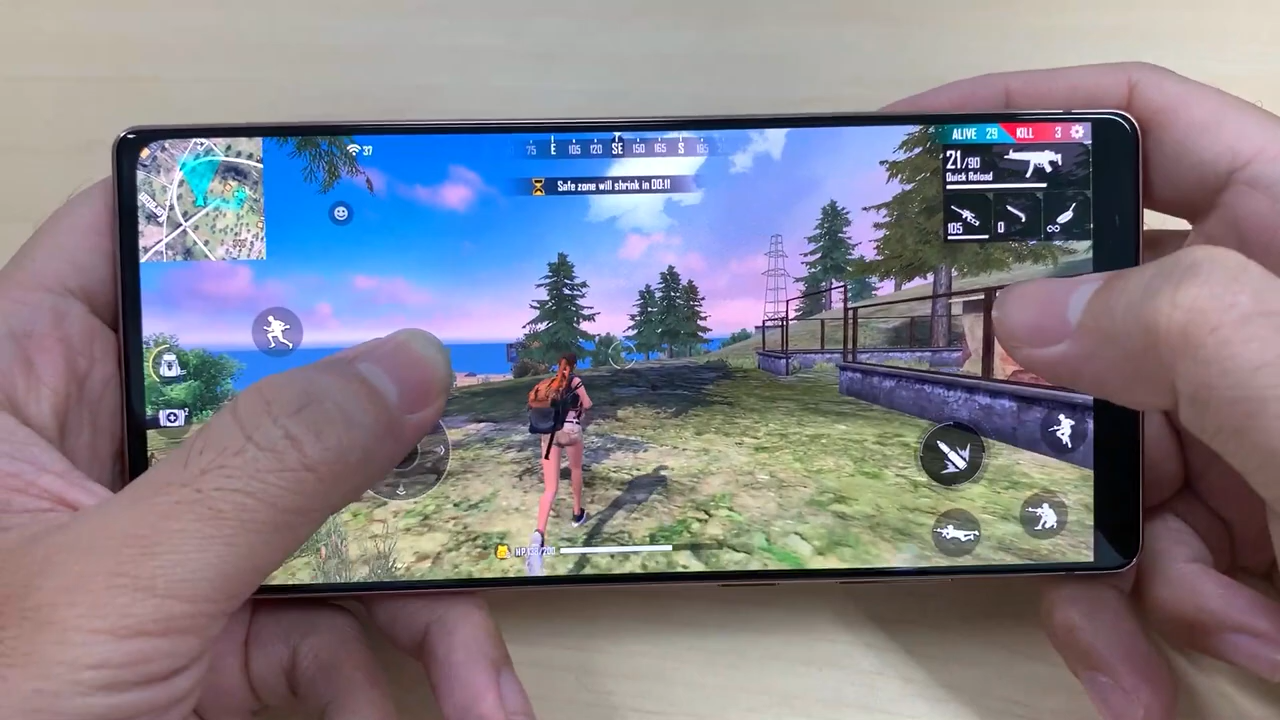 37
75 E 105 120 SE 150 165 S 195
Safe zone will shrink in 00:11
ALIVE 29 KILL 3
21/90
Quick Reload
105 0 ∞
2
HP 138/200